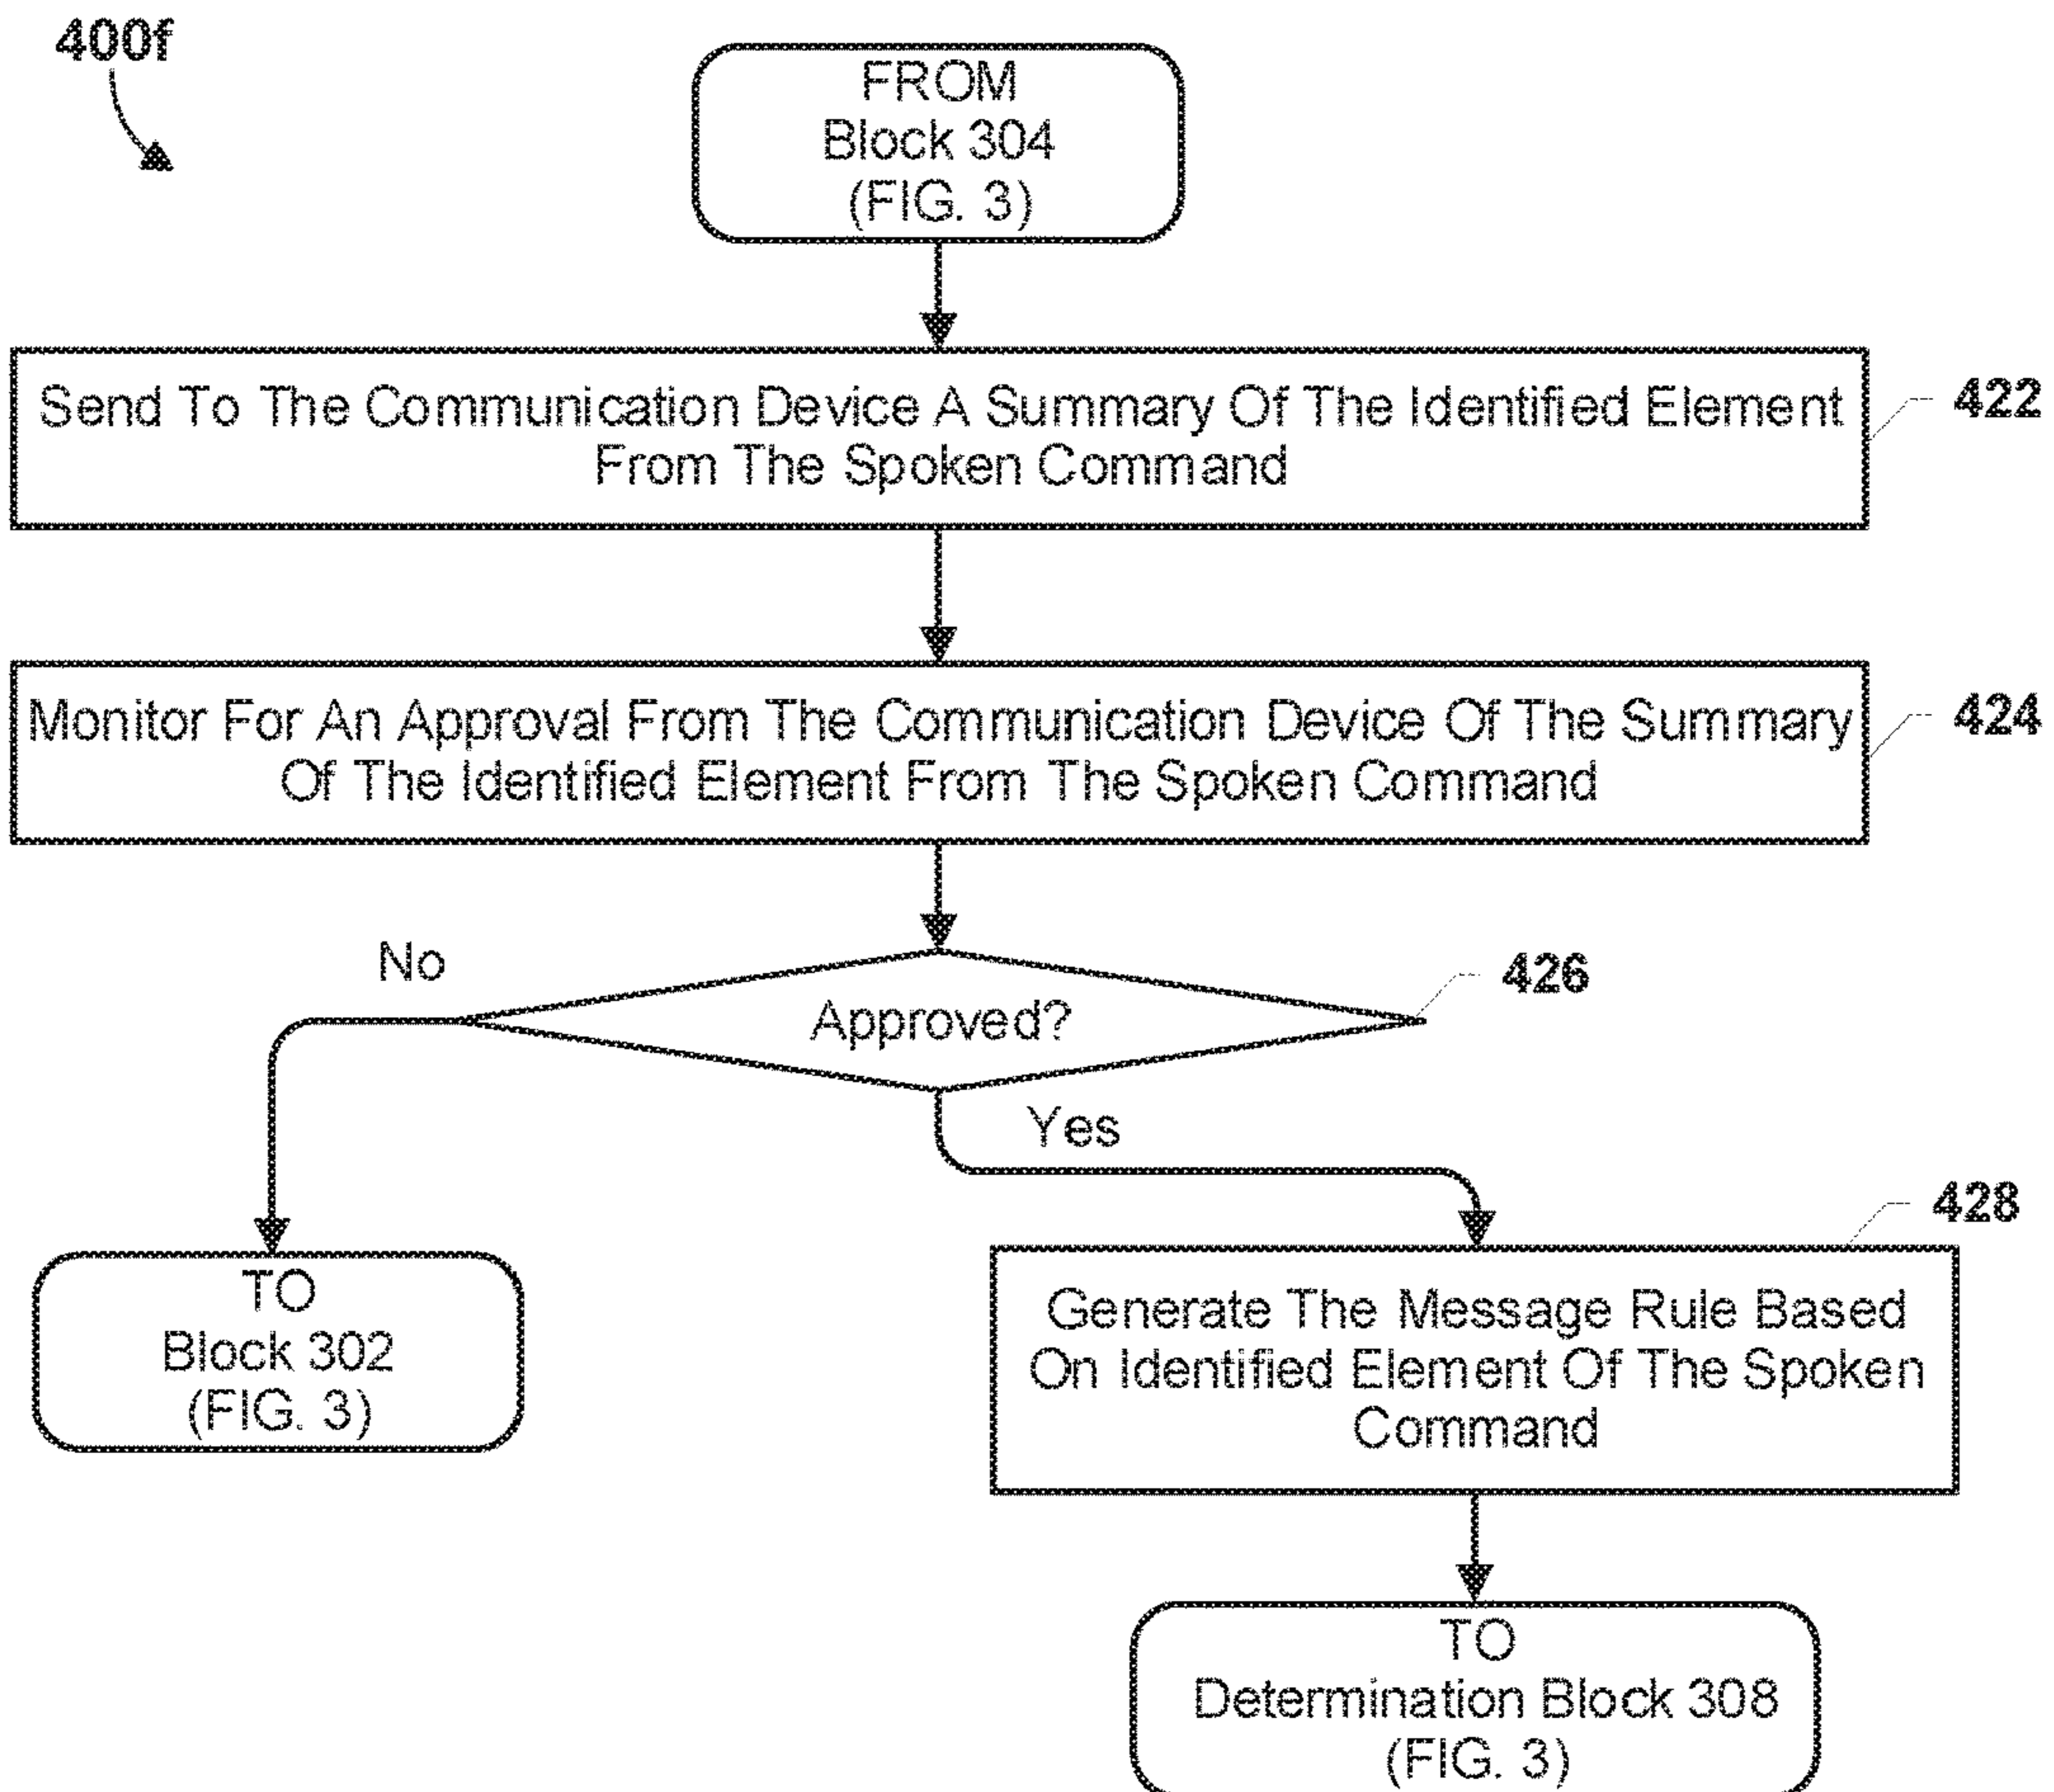 400f
FROM
Block 304
(FIG. 3)
Send To The Communication Device A Summary Of The Identified Element
From The Spoken Command
422
Monitor For An Approval From The Communication Device Of The Summary
Of The Identified Element From The Spoken Command
424
No
Approved?
426
Yes
428
TO
Block 302
(FIG. 3)
Generate The Message Rule Based
On Identified Element Of The Spoken
Command
TO
Determination Block 308
(FIG. 3)